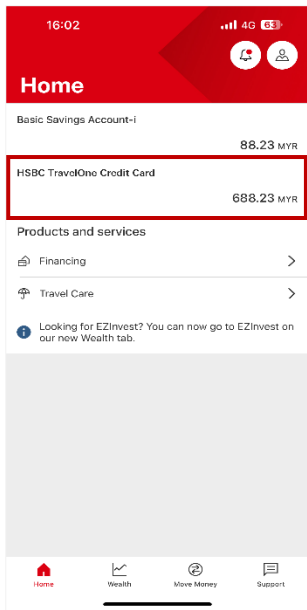 16:02 4G 63
Home
Basic Savings Account-i
88.23 MYR
HSBC TravelOne Credit Card
688.23 MYR
Products and services
Financing
Travel Care
Looking for EZInvest? You can now go to EZInvest on
our new Wealth tab.
Home Wealth Move Money Support